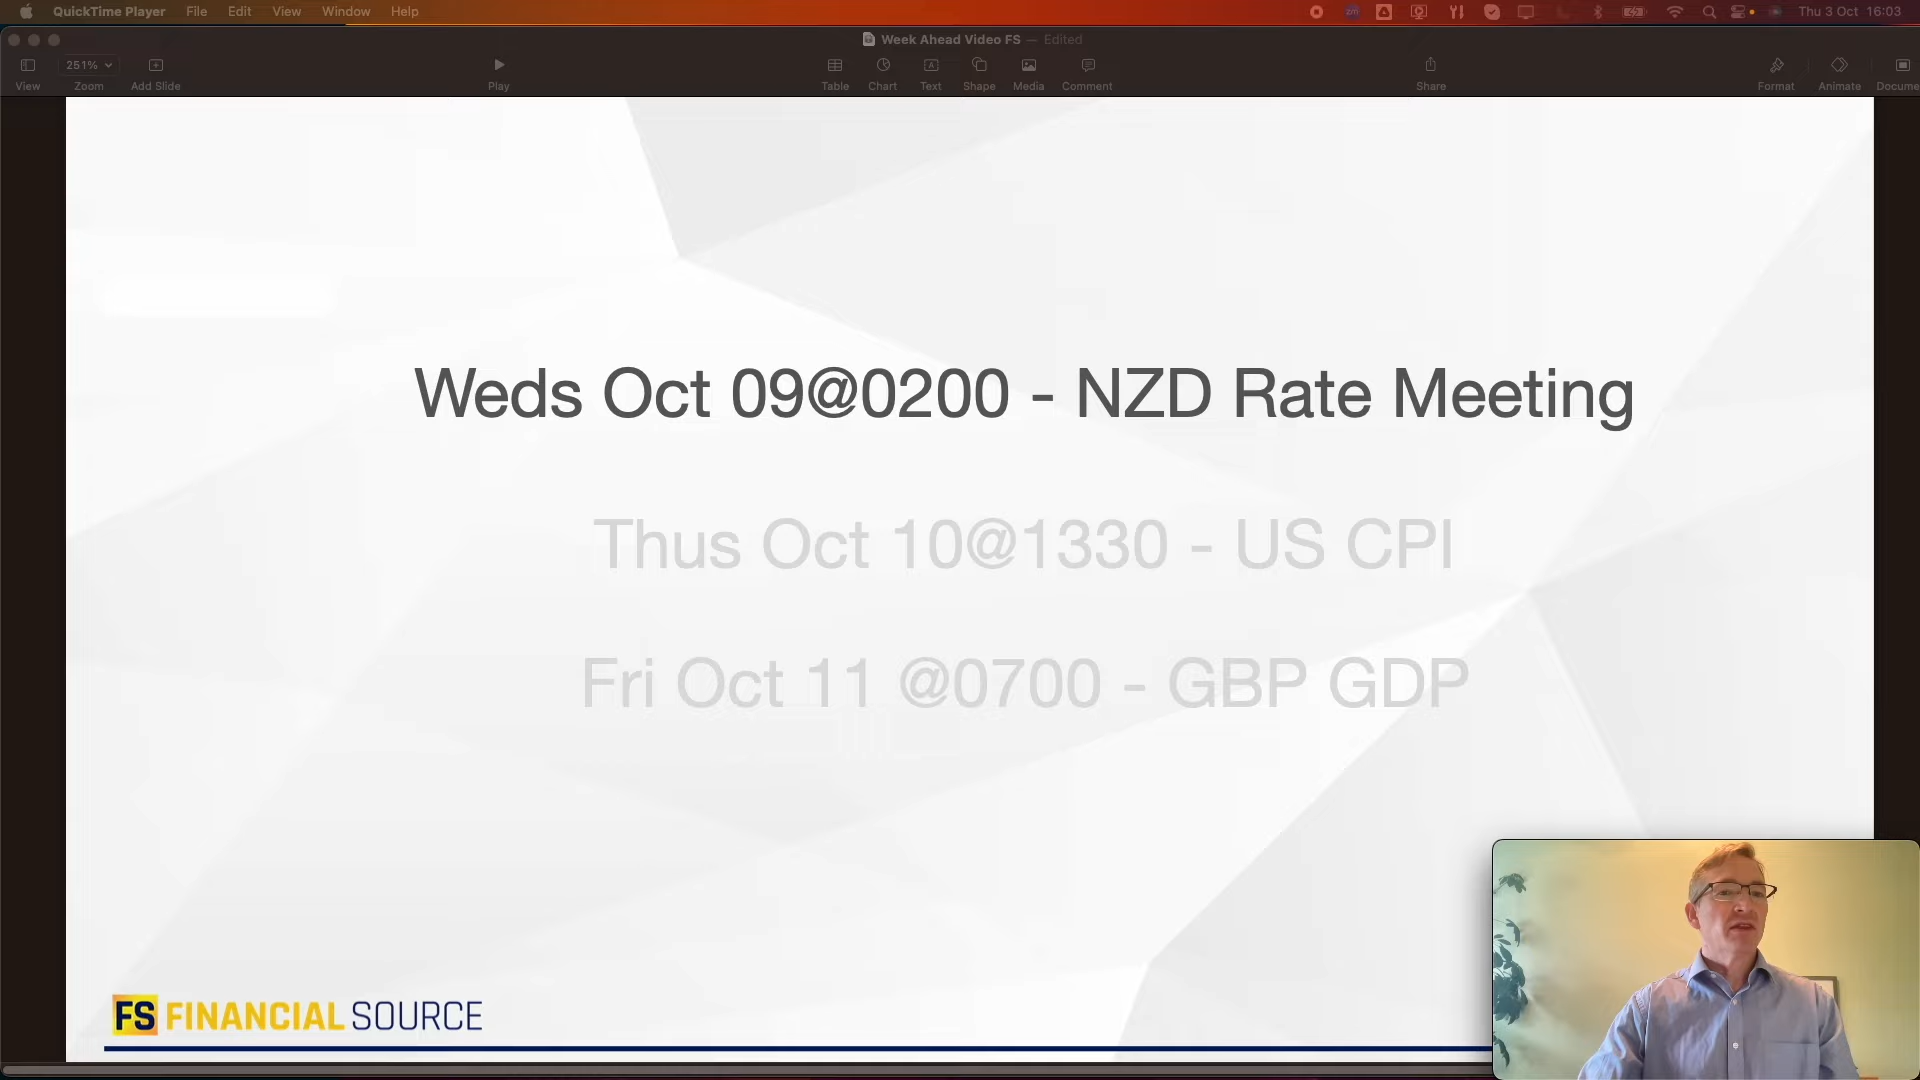 QuickTime Player File Edit View Window Help zm Thu 3 Oct 16:03
Week Ahead Video FS — Edited
251%
View Zoom Add Slide Play Table Chart Text Shape Media Comment Share Format Animate Docume
Weds Oct 09@0200 - NZD Rate Meeting
Thus Oct 10@1330 - US CPI
Fri Oct 11 @0700 - GBP GDP
FS FINANCIAL SOURCE